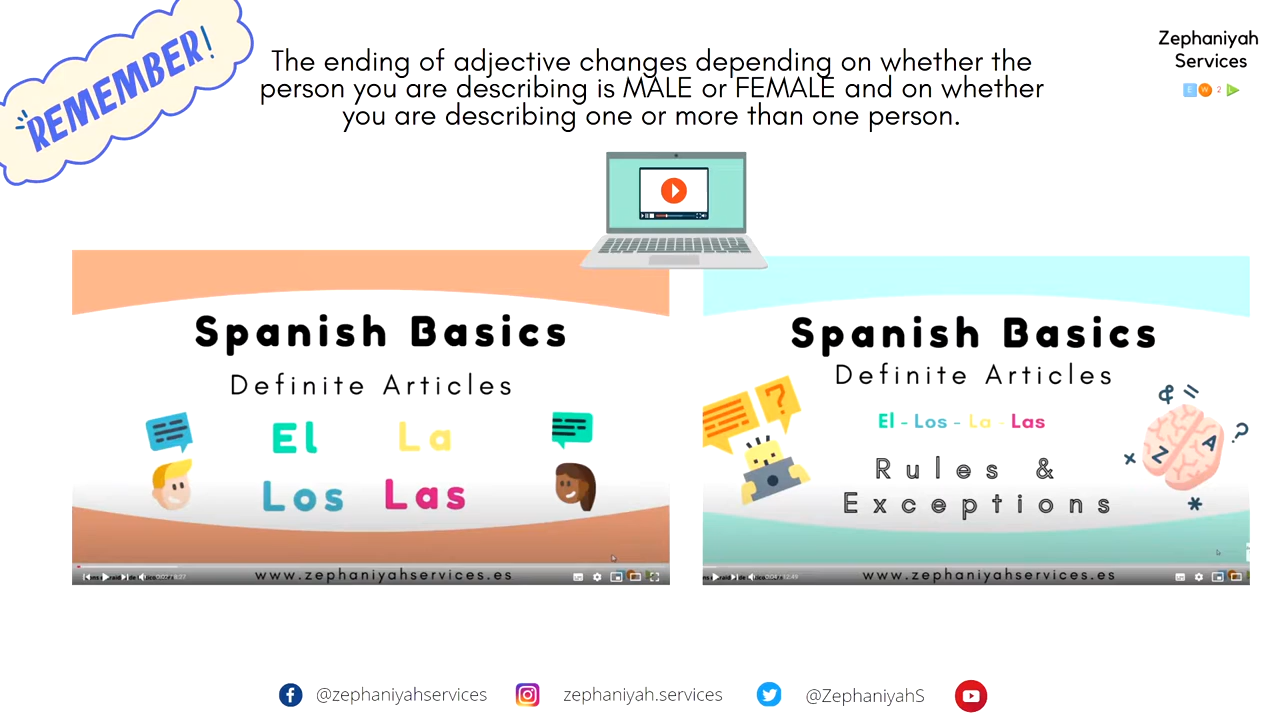 REMEMBER!
The ending of adjective changes depending on whether the
person you are describing is MALE or FEMALE and on whether
you are describing one or more than one person.
Zephaniyah
Services
E W 2
Spanish Basics
Definite Articles
El La
Los Las
www.zephaniyahservices.es
Spanish Basics
Definite Articles
El - Los - La - Las
Rules &
Exceptions
& =
?
A
Z
x
*
www.zephaniyahservices.es
@zephaniyahservices
zephaniyah.services
@ZephaniyahS